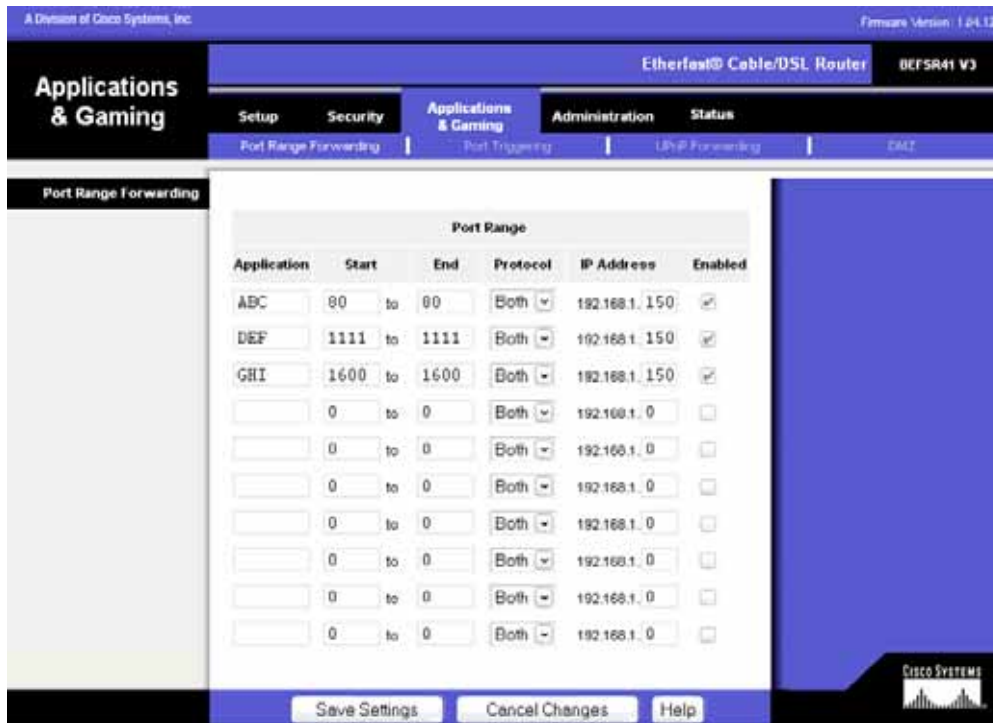 A Division of Cisco Systems, Inc.
Firmware Version: 1.04.12
Etherfast® Cable/DSL Router
BEFSR41 V3
Applications
& Gaming
Setup
Security
Applications
& Gaming
Administration
Status
Port Range Forwarding
Port Triggering
UPnP Forwarding
DMZ
Port Range Forwarding
Port Range
Application Start End Protocol IP Address Enabled
ABC 80 to 80 Both 192.168.1. 150
DEF 1111 to 1111 Both 192.168.1. 150
GHI 1600 to 1600 Both 192.168.1. 150
0 to 0 Both 192.168.1. 0
0 to 0 Both 192.168.1. 0
0 to 0 Both 192.168.1. 0
0 to 0 Both 192.168.1. 0
0 to 0 Both 192.168.1. 0
0 to 0 Both 192.168.1. 0
0 to 0 Both 192.168.1. 0
CISCO SYSTEMS
Save Settings
Cancel Changes
Help